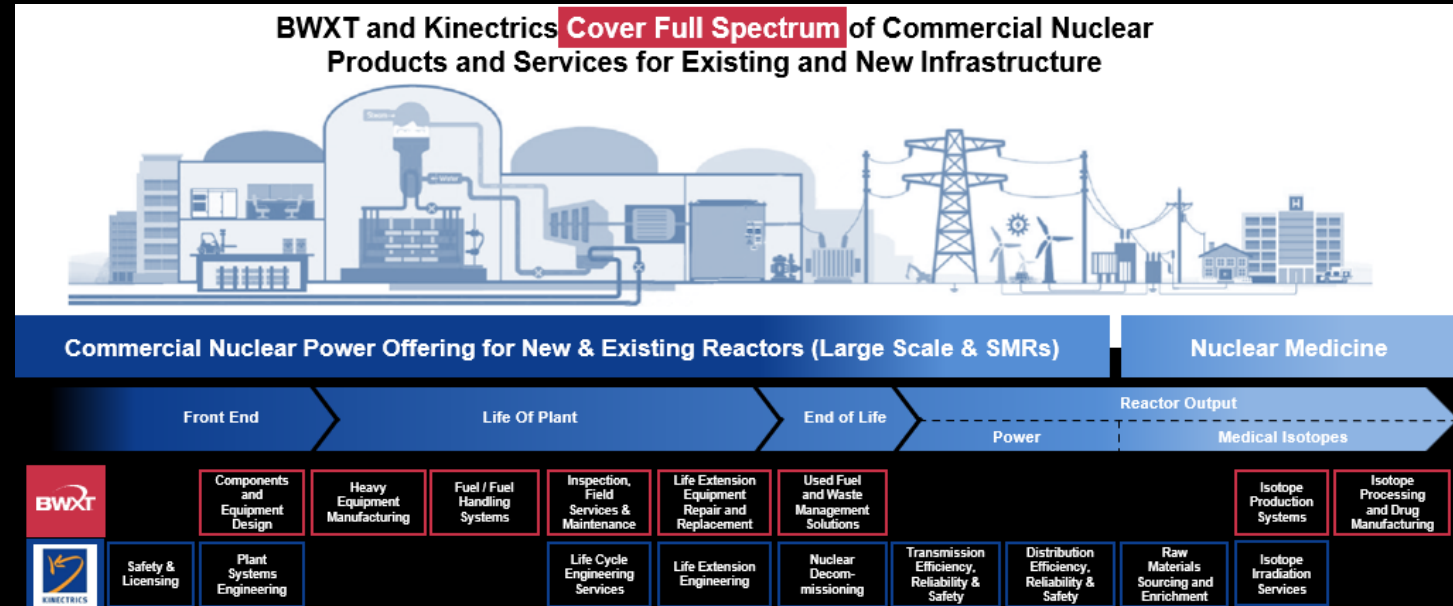 BWXT and Kinectrics Cover Full Spectrum of Commercial Nuclear
Products and Services for Existing and New Infrastructure
Steam
Water
H
Commercial Nuclear Power Offering for New & Existing Reactors (Large Scale & SMRs)
Nuclear Medicine
Front End
Life Of Plant
End of Life
Reactor Output
Power
Medical Isotopes
BWXT
Components
and
Equipment
Design
Heavy
Equipment
Manufacturing
Fuel / Fuel
Handling
Systems
Inspection,
Field
Services &
Maintenance
Life Extension
Equipment
Repair and
Replacement
Used Fuel
and Waste
Management
Solutions
Isotope
Production
Systems
Isotope
Processing
and Drug
Manufacturing
KINECTRICS
Safety &
Licensing
Plant
Systems
Engineering
Life Cycle
Engineering
Services
Life Extension
Engineering
Nuclear
Decom-
missioning
Transmission
Efficiency,
Reliability &
Safety
Distribution
Efficiency,
Reliability &
Safety
Raw
Materials
Sourcing and
Enrichment
Isotope
Irradiation
Services